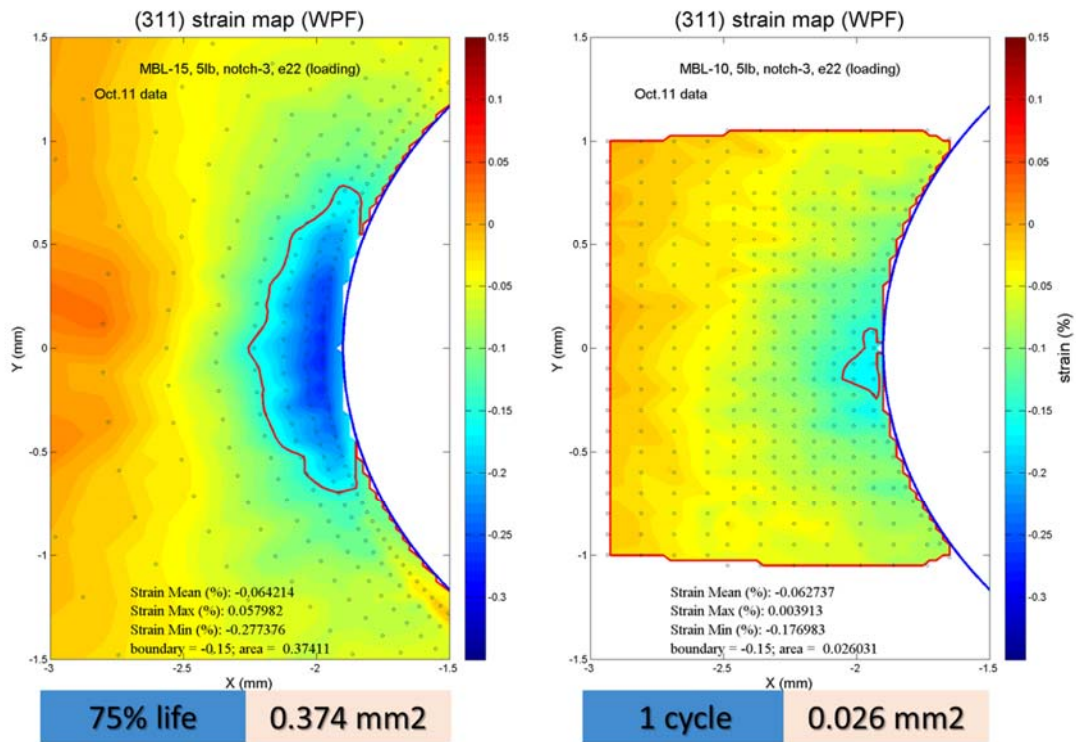 (311) strain map (WPF)
1.5
1
0.5
0
-0.5
-1
-1.5
-3
-2.5
-2
-1.5
Y (mm)
X (mm)
MBL-15, 5lb, notch-3, e22 (loading)
Oct.11 data
Strain Mean (%): -0.064214
Strain Max (%): 0.057982
Strain Min (%): -0.277376
boundary = -0.15; area = 0.37411
0.15
0.1
0.05
0
-0.05
-0.1
-0.15
-0.2
-0.25
-0.3
75% life
0.374 mm2
(311) strain map (WPF)
1.5
1
0.5
0
-0.5
-1
-1.5
-3
-2.5
-2
-1.5
Y (mm)
X (mm)
MBL-10, 5lb, notch-3, e22 (loading)
Oct.11 data
Strain Mean (%): -0.062737
Strain Max (%): 0.003913
Strain Min (%): -0.176983
boundary = -0.15; area = 0.026031
0.15
0.1
0.05
0
-0.05
-0.1
-0.15
-0.2
-0.25
-0.3
strain (%)
1 cycle
0.026 mm2